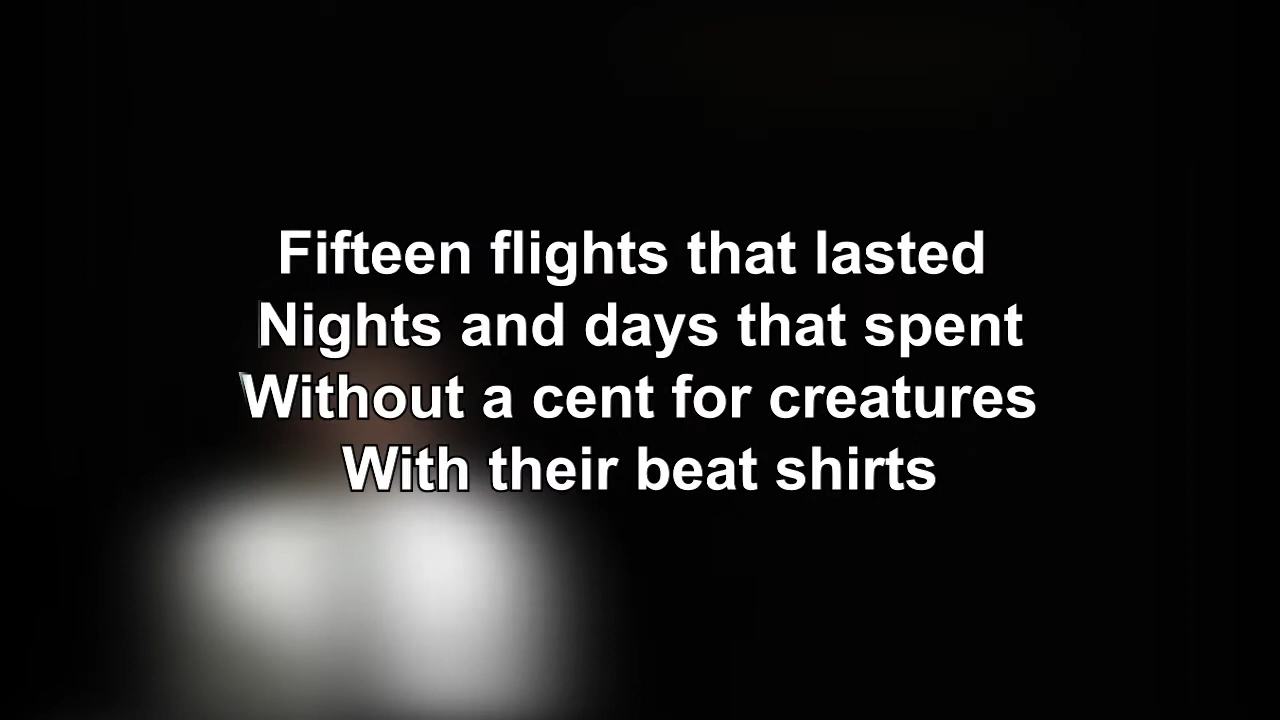 Fifteen flights that lasted
Nights and days that spent
Without a cent for creatures
With their beat shirts